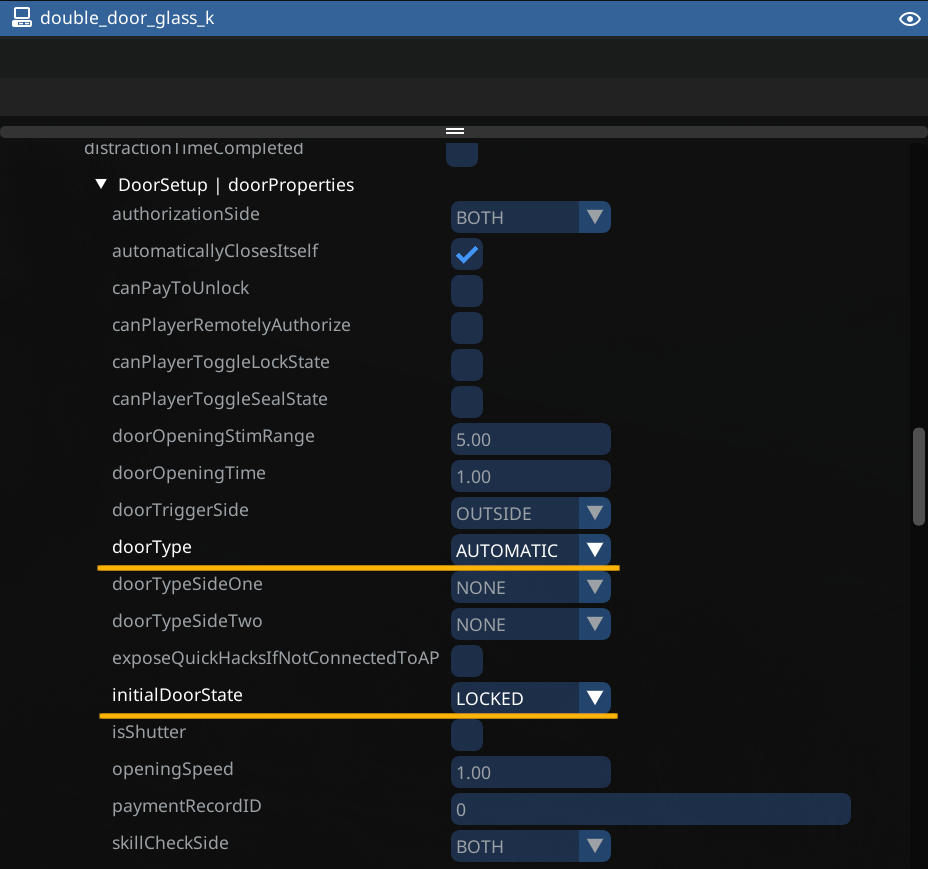 double_door_glass_k
distractionTimeCompleted
DoorSetup | doorProperties
authorizationSide BOTH
automaticallyClosesItself
canPayToUnlock
canPlayerRemotelyAuthorize
canPlayerToggleLockState
canPlayerToggleSealState
doorOpeningStimRange 5.00
doorOpeningTime 1.00
doorTriggerSide OUTSIDE
doorType AUTOMATIC
doorTypeSideOne NONE
doorTypeSideTwo NONE
exposeQuickHacksIfNotConnectedToAP
initialDoorState LOCKED
isShutter
openingSpeed 1.00
paymentRecordID 0
skillCheckSide BOTH